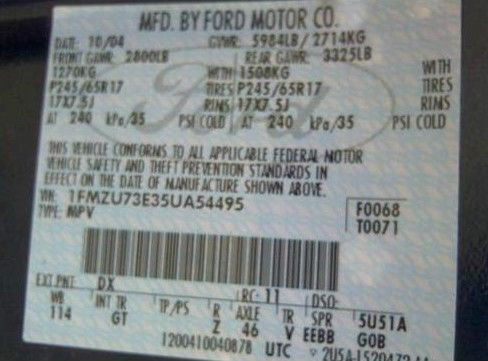 MFD. BY FORD MOTOR CO.
DATE: 10/04 GVWR: 5984LB / 2714KG
FRONT GAWR: 2800LB REAR GAWR: 3325LB
1270KG WITH 1508KG WITH
P245/65R17 TIRES P245/65R17 TIRES
17X7.5J RIMS 17X7.5J RIMS
AT 240 kPa/35 PSI COLD AT 240 kPa/35 PSI COLD
THIS VEHICLE CONFORMS TO ALL APPLICABLE FEDERAL MOTOR
VEHICLE SAFETY AND THEFT PREVENTION STANDARDS IN
EFFECT ON THE DATE OF MANUFACTURE SHOWN ABOVE.
VIN: 1FMZU73E35UA54495 F0068
TYPE: MPV T0071
EXT PNT: DX RC: 11 DSO:
WB INT TR TP/PS R AXLE TR SPR 5U51A
114 GT Z 46 V EEBB GOB
1200410040878 UTC
Ford